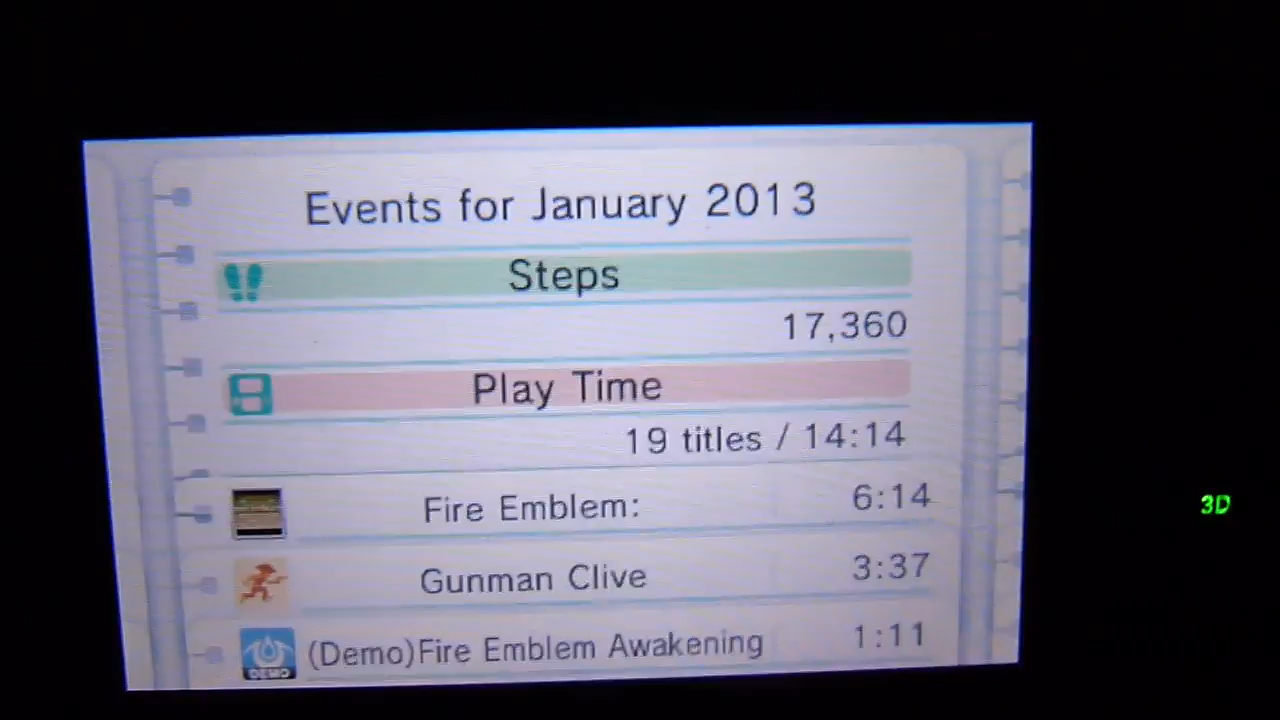 Events for January 2013
Steps
17,360
Play Time
19 titles / 14:14
Fire Emblem: 6:14
Gunman Clive 3:37
DEMO (Demo)Fire Emblem Awakening 1:11
3D